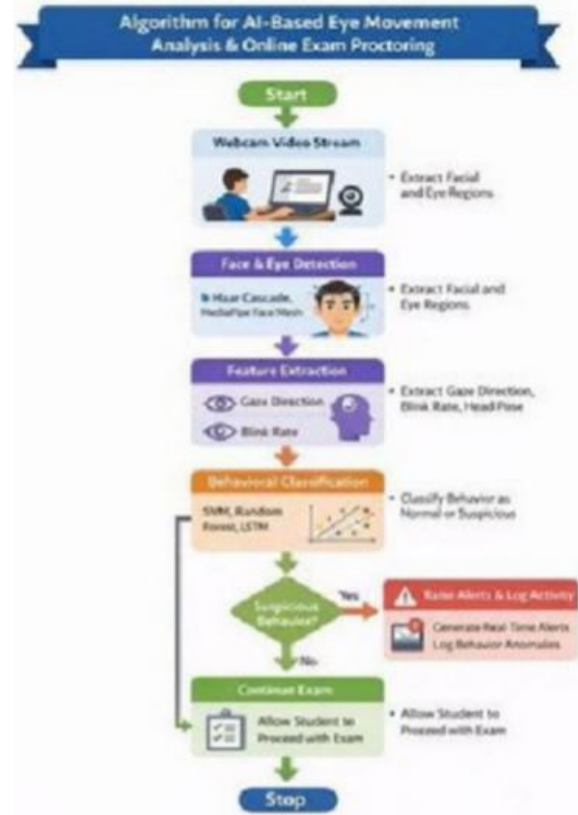 Algorithm for AI-Based Eye Movement
Analysis & Online Exam Proctoring
Start
Webcam Video Stream
• Extract Facial
and Eye Regions
Face & Eye Detection
Haar Cascade,
MediaPipe Face Mesh
• Extract Facial and
Eye Regions
Feature Extraction
Gaze Direction
Blink Rate
• Extract Gaze Direction,
Blink Rate, Head Pose
Behavioral Classification
SVM, Random
Forest, LSTM
• Classify Behavior as
Normal or Suspicious
Suspicious
Behavior?
Yes
Raise Alerts & Log Activity
Generate Real-Time Alerts
Log Behavior Anomalies
No
Continue Exam
Allow Student to
Proceed with Exam
• Allow Student to
Proceed with Exam
Stop